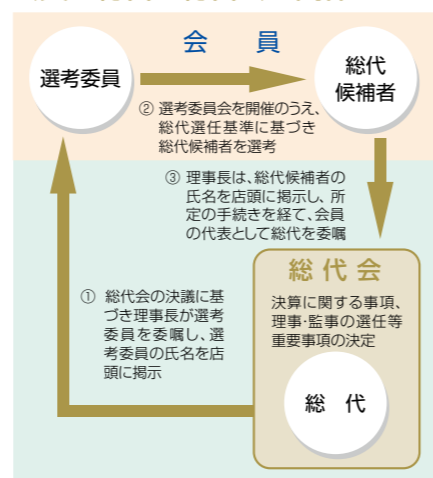 会 員
選考委員
総代
候補者
② 選考委員会を開催のうえ、
総代選任基準に基づき
総代候補者を選考
③ 理事長は、総代候補者の
氏名を店頭に掲示し、所
定の手続きを経て、会員
の代表として総代を委嘱
① 総代会の決議に基
づき理事長が選考
委員を委嘱し、選
考委員の氏名を店
頭に掲示
総代会
決算に関する事項、
理事・監事の選任等
重要事項の決定
総 代